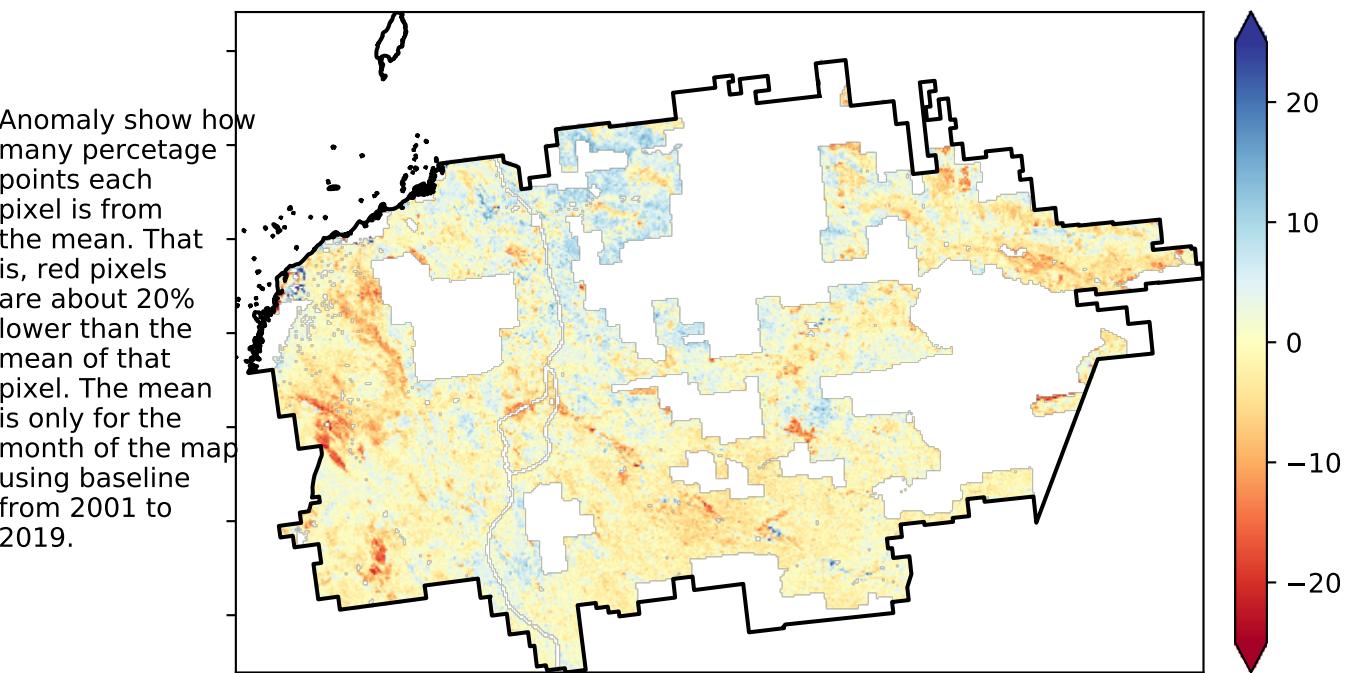 Anomaly show how
many percetage
points each
pixel is from
the mean. That
is, red pixels
are about 20%
lower than the
mean of that
pixel. The mean
is only for the
month of the map
using baseline
from 2001 to
2019.
20
10
0
−10
−20